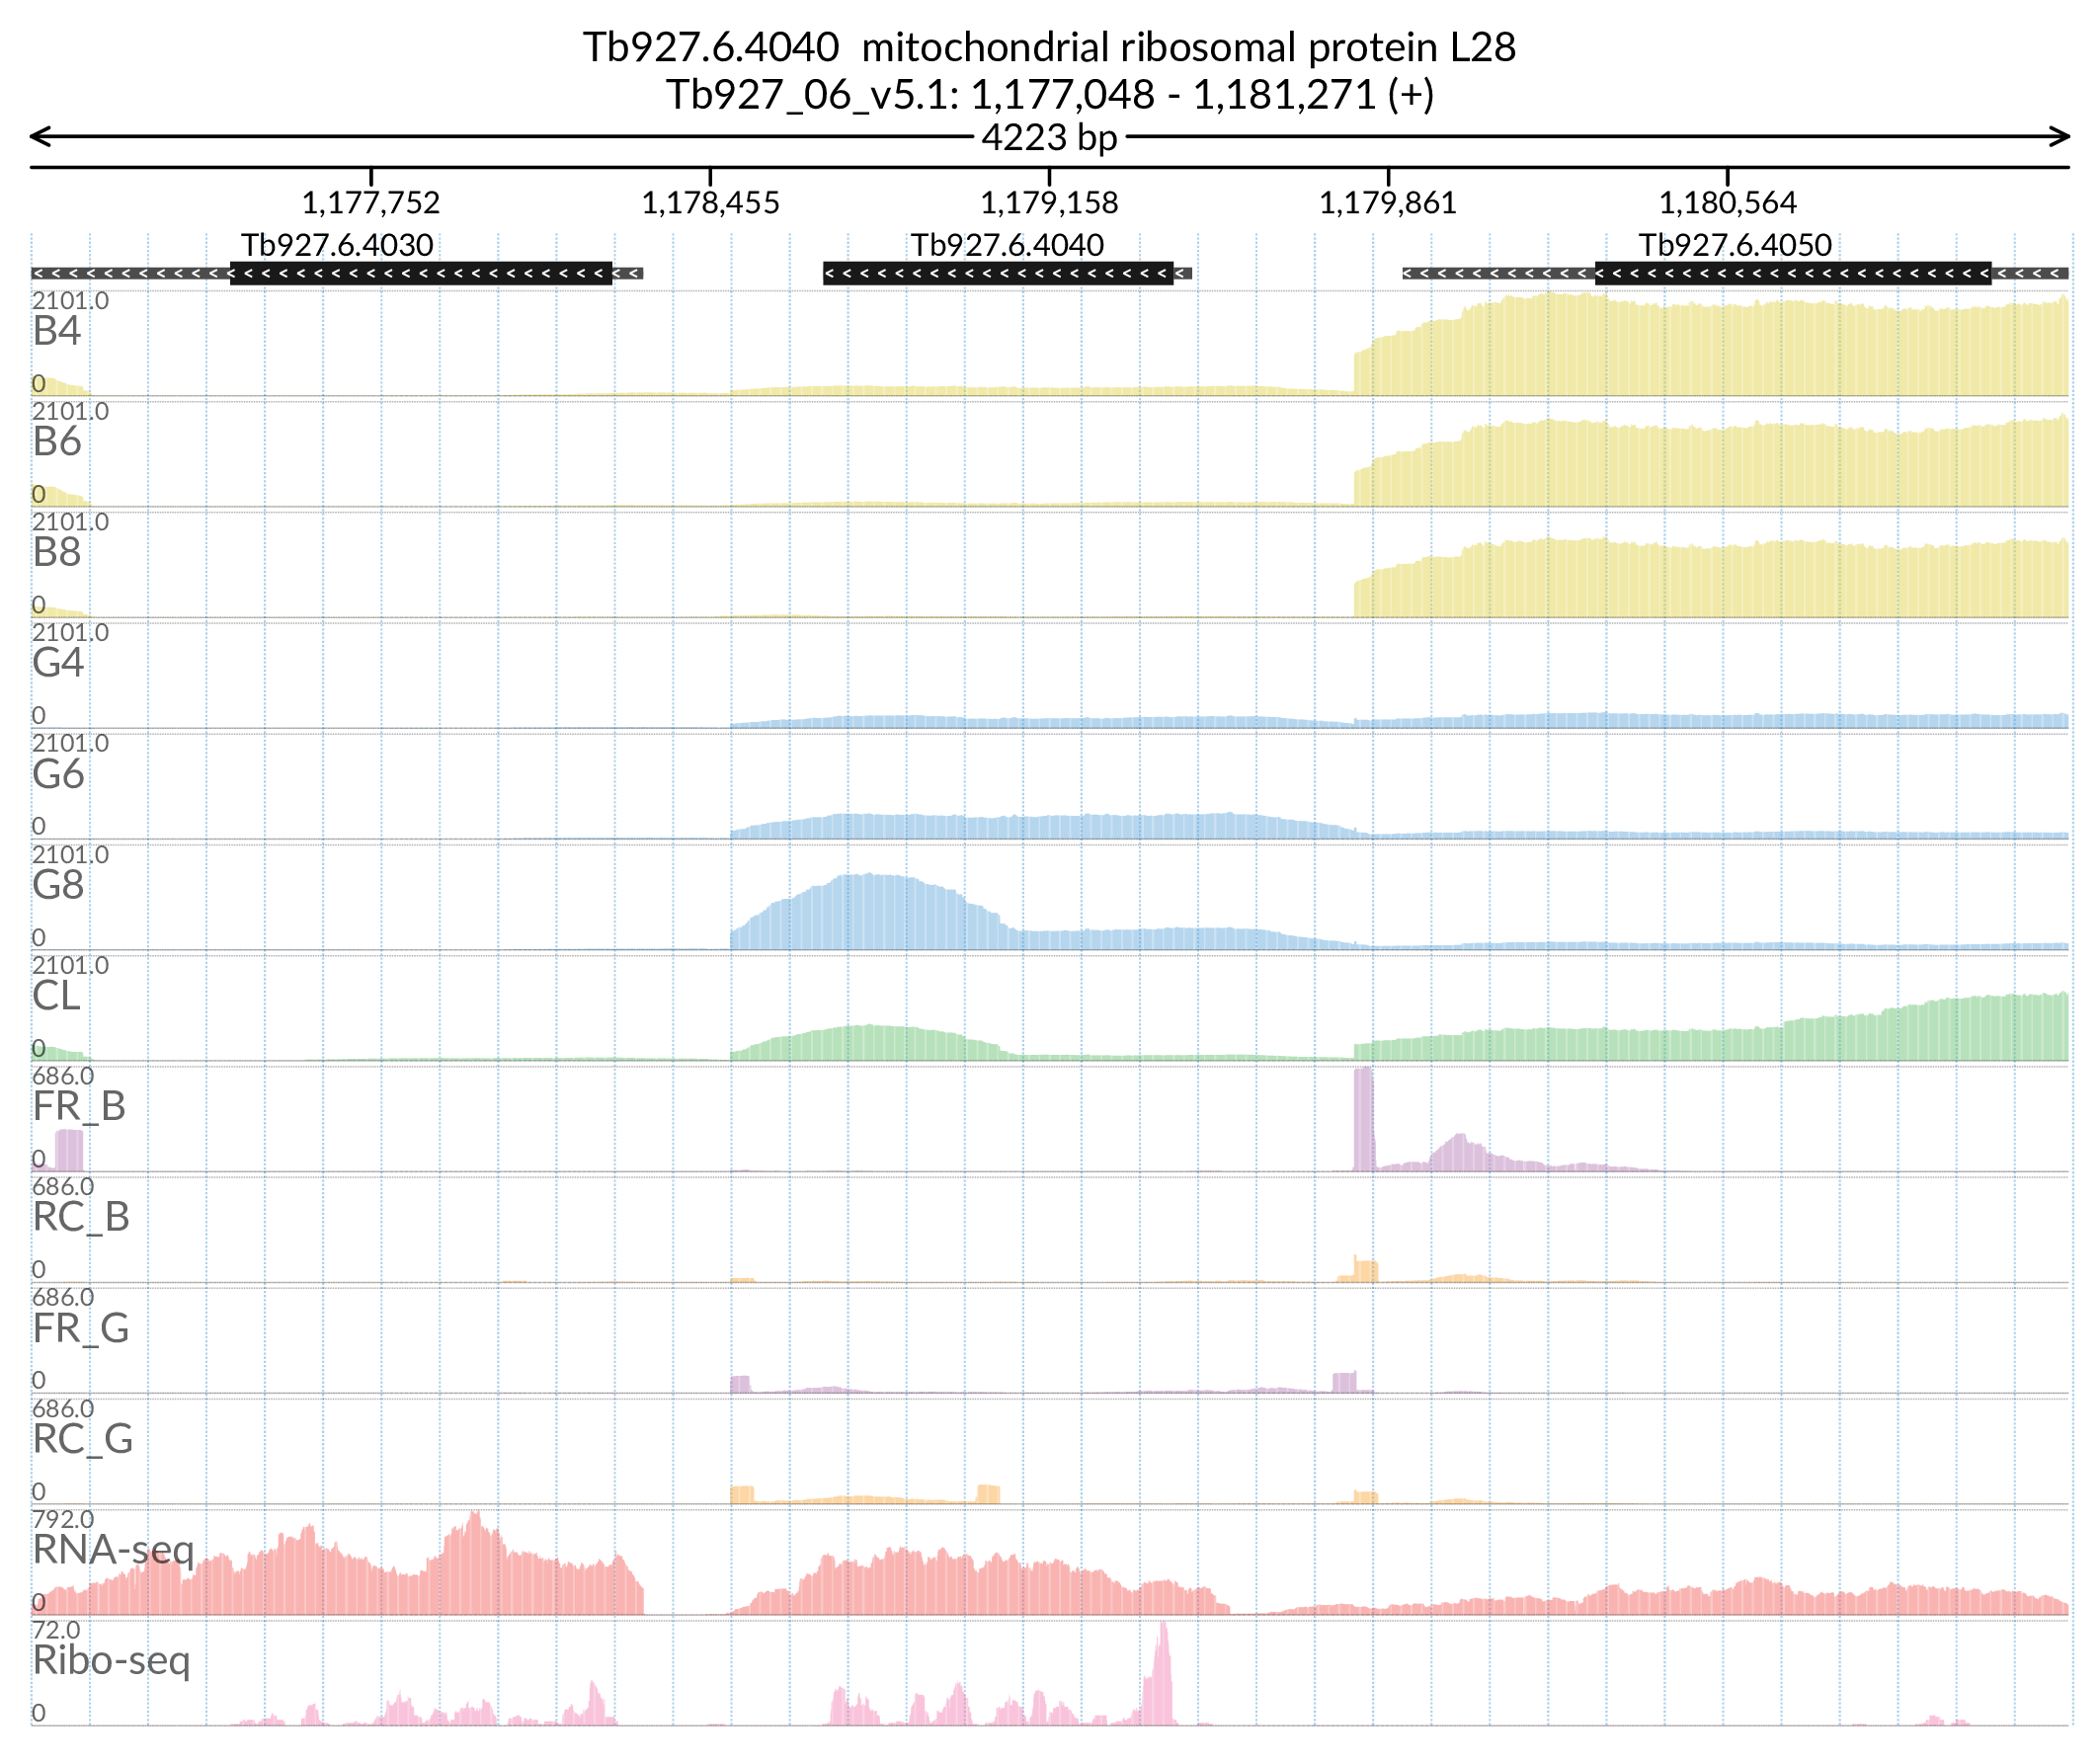 Tb927.6.4040  mitochondrial ribosomal protein L28
Tb927_06_v5.1: 1,177,048 - 1,181,271 (+)
4223 bp
1,177,752 1,178,455 1,179,158 1,179,861 1,180,564
Tb927.6.4030 Tb927.6.4040 Tb927.6.4050
2101.0
B4
0
2101.0
B6
0
2101.0
B8
0
2101.0
G4
0
2101.0
G6
0
2101.0
G8
0
2101.0
CL
0
686.0
FR_B
0
686.0
RC_B
0
686.0
FR_G
0
686.0
RC_G
0
792.0
RNA-seq
0
72.0
Ribo-seq
0